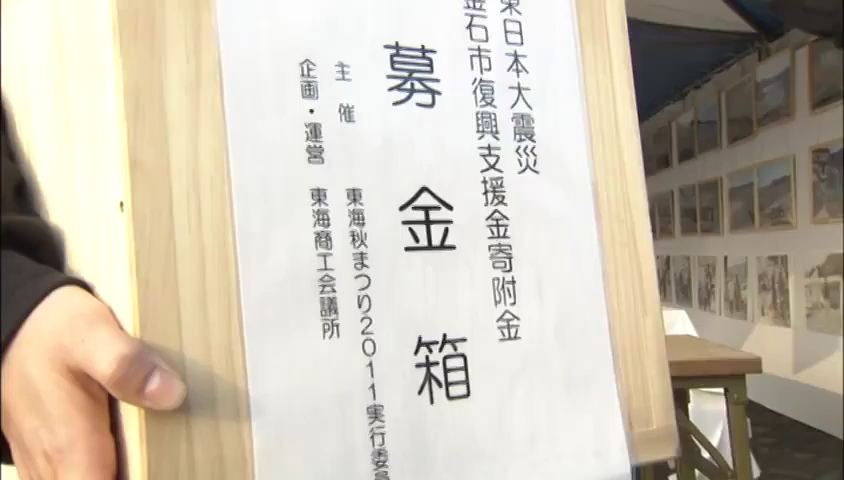 東日本大震災
釜石市復興支援金寄附金
募金箱
主催 東海秋まつり2011実行委員
企画・運営 東海商工会議所